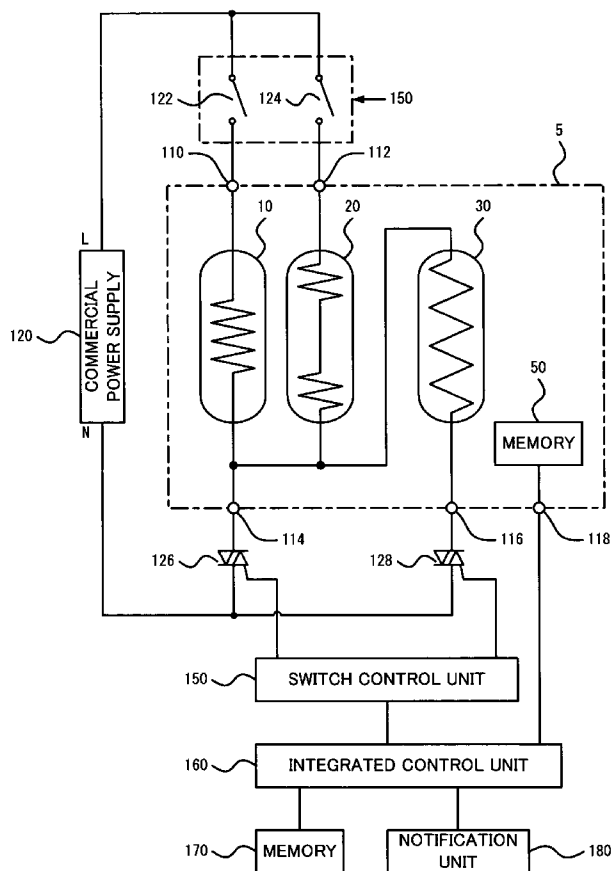 122
124
150
110
112
5
10
20
30
L
120
COMMERCIAL
POWER SUPPLY
N
50
MEMORY
114
116
118
126
128
150
SWITCH CONTROL UNIT
160
INTEGRATED CONTROL UNIT
170
MEMORY
NOTIFICATION
UNIT
180